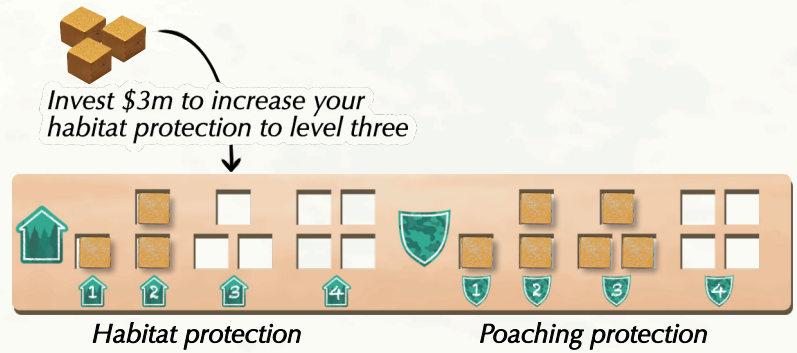 Invest $3m to increase your
habitat protection to level three
1 2 3 4 1 2 3 4
Habitat protection Poaching protection